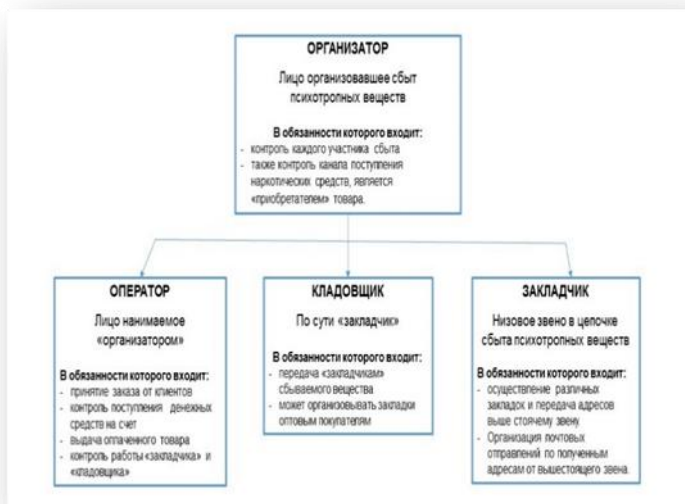 ОРГАНИЗАТОР
Лицо организовавшее сбыт
психотропных веществ
В обязанности которого входит:
- контроль каждого участника сбыта
- также контроль канала поступления
наркотических средств, является
«приобретателем» товара.
ОПЕРАТОР
Лицо нанимаемое
«организатором»
В обязанности которого входит:
- принятие заказа от клиентов
- контроль поступления денежных
средств на счет
- выдача оплаченного товара
- контроль работы «закладчика» и
«кладовщика»
КЛАДОВЩИК
По сути «закладчик»
В обязанности которого входит:
- передача «закладчикам»
сбываемого вещества
- может организовывать закладки
оптовым покупателям
ЗАКЛАДЧИК
Низовое звено в цепочке
сбыта психотропных веществ
В обязанности которого входит:
- осуществление различных
закладок и передача адресов
выше стоячему звену.
- Организация почтовых
отправлений по полученным
адресам от вышестоящего звена.